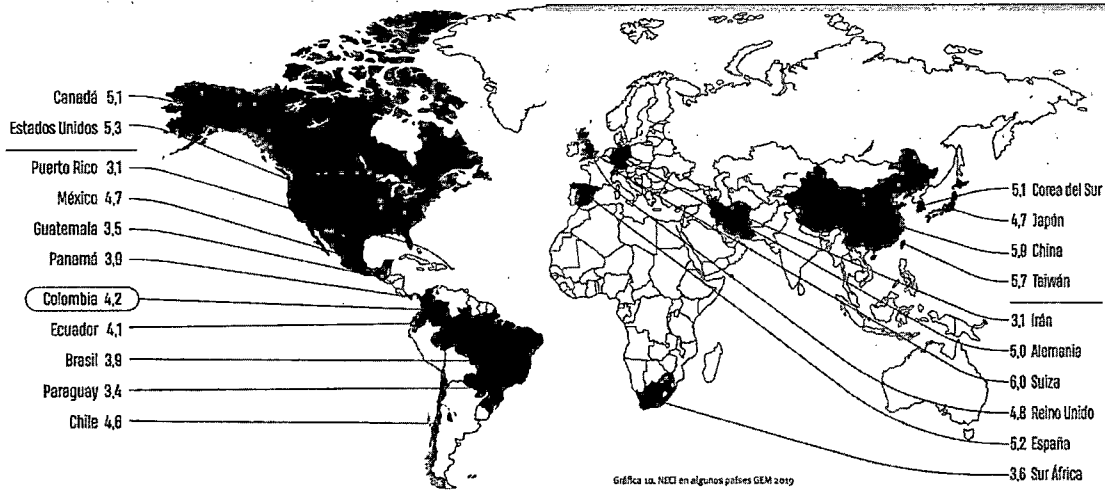 Canadá 5,1
Estados Unidos 5,3
Puerto Rico 3,1
México 4,7
Guatemala 3,5
Panamá 3,9
Colombia 4,2
Ecuador 4,1
Brasil 3,9
Paraguay 3,4
Chile 4,6
5,1 Corea del Sur
4,7 Japón
5,9 China
5,7 Taiwán
3,1 Irán
5,0 Alemania
6,0 Suiza
4,8 Reino Unido
5,2 España
3,6 Sur África
Gráfica 10. NECI en algunos países GEM 2019